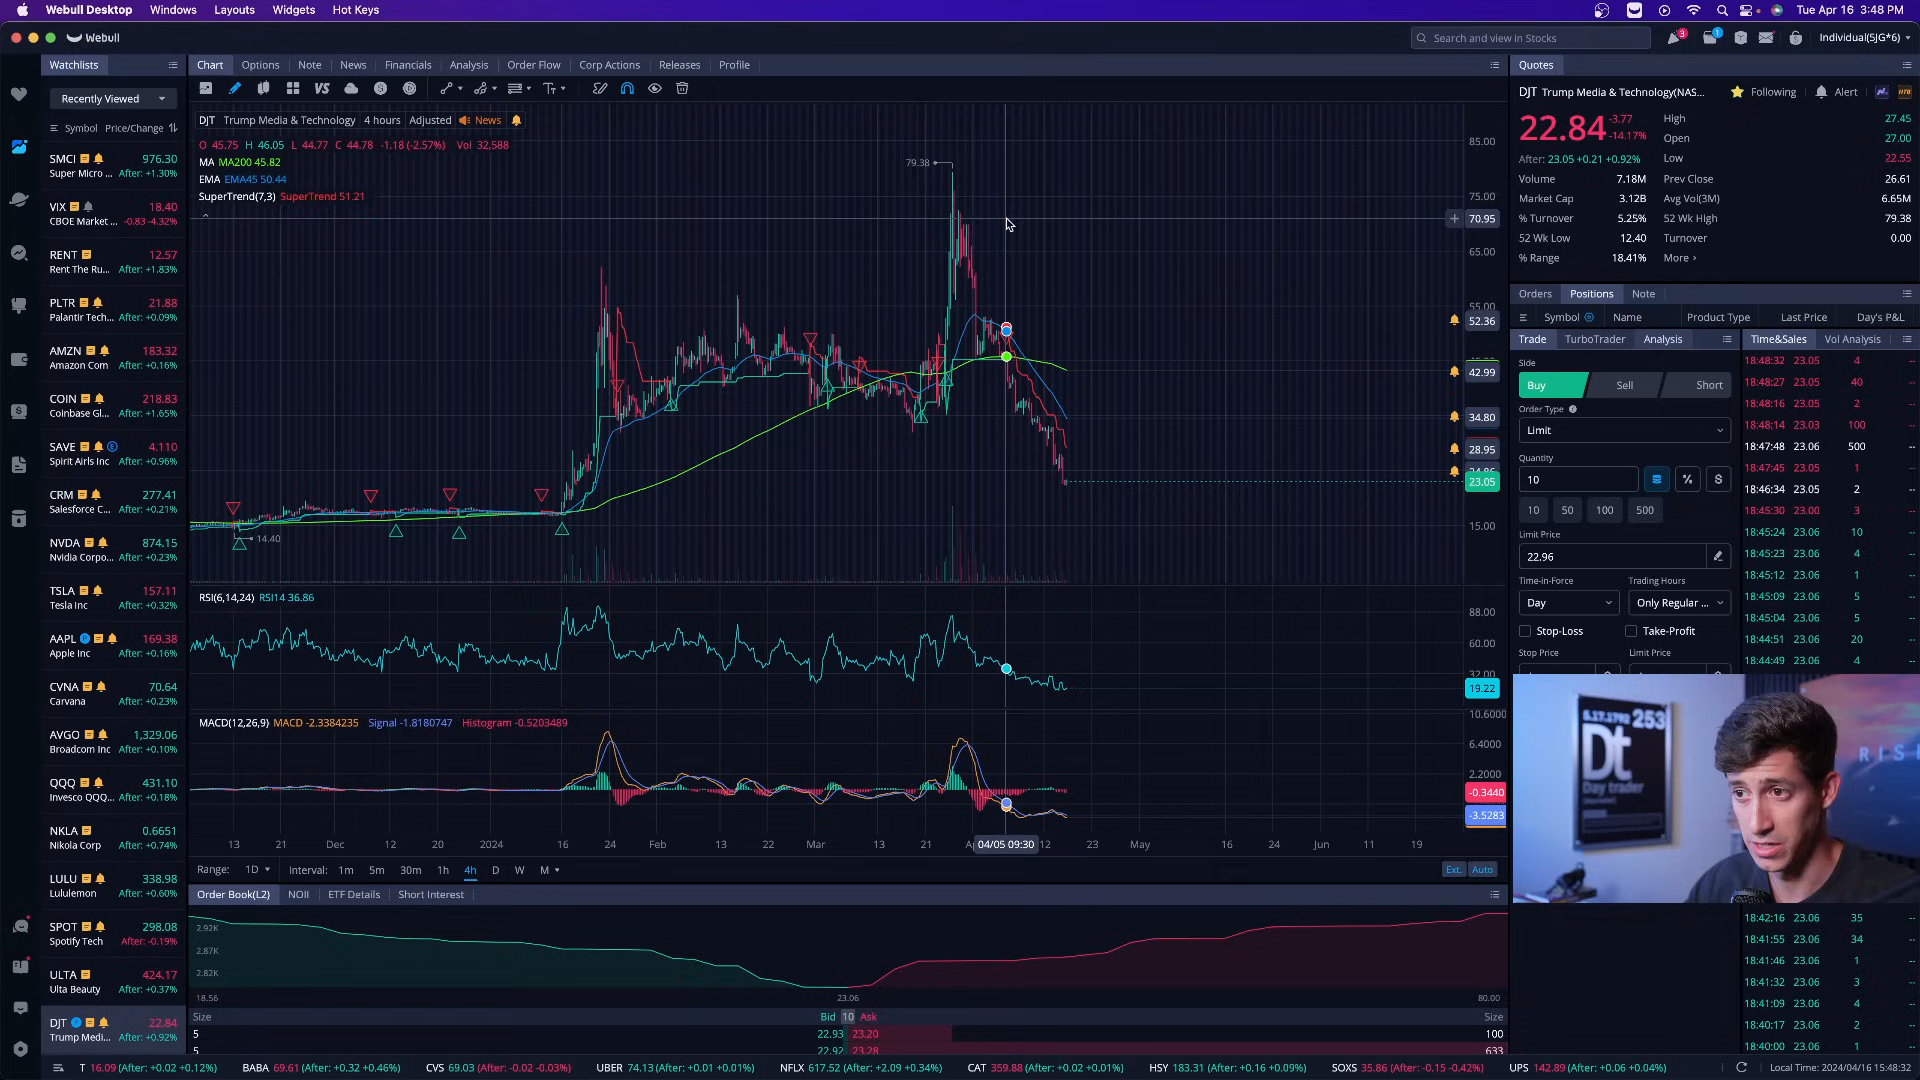 Webull Desktop Windows Layouts Widgets Hot Keys
Tue Apr 16 3:48 PM
Webull
Search and view in Stocks
3
1
Individual(5JG*6)
Watchlists
Recently Viewed
Symbol Price/Change
SMCI 976.30
Super Micro ... After: +1.30%
VIX 18.40
CBOE Market ... -0.83 -4.32%
RENT 12.57
Rent The Ru... After: +1.83%
PLTR 21.88
Palantir Tech... After: +0.09%
AMZN 183.32
Amazon Com After: +0.16%
COIN 218.83
Coinbase Gl... After: +1.65%
SAVE E 4.110
Spirit Airls Inc After: +0.96%
CRM 277.41
Salesforce C... After: +0.21%
NVDA 874.15
Nvidia Corpo... After: +0.23%
TSLA 157.11
Tesla Inc After: +0.32%
AAPL 169.38
Apple Inc After: +0.16%
CVNA 70.64
Carvana After: +0.23%
AVGO 1,329.06
Broadcom Inc After: +0.10%
QQQ 431.10
Invesco QQQ... After: +0.18%
NKLA 0.6651
Nikola Corp After: +0.74%
LULU 338.98
Lululemon After: +0.60%
SPOT 298.08
Spotify Tech After: -0.19%
ULTA 424.17
Ulta Beauty After: +0.37%
DJT 22.84
Trump Medi... After: +0.92%
Chart Options Note News Financials Analysis Order Flow Corp Actions Releases Profile
VS
DJT Trump Media & Technology 4 hours Adjusted News
O 45.75 H 46.05 L 44.77 C 44.78 -1.18 (-2.57%) Vol 32,588
MA MA200 45.82
EMA EMA45 50.44
SuperTrend(7,3) SuperTrend 51.21
79.38
14.40
85.00
75.00
70.95
65.00
55.00
52.36
42.99
34.80
28.95
23.05
15.00
RSI(6,14,24) RSI14 36.86
88.00
60.00
32.00
19.22
MACD(12,26,9) MACD -2.3384235 Signal -1.8180747 Histogram -0.5203489
10.6000
6.4000
2.2000
-0.3440
-3.5283
13 21 Dec 12 20 2024 16 24 Feb 13 22 Mar 13 21 04/05 09:30 12 23 May 16 24 Jun 11 19
Range: 1D Interval: 1m 5m 30m 1h 4h D W M
Ext. Auto
Order Book(L2) NOII ETF Details Short Interest
2.92K
2.87K
2.82K
18.56 23.06 80.00
Size Bid 10 Ask Size
5 22.93 23.20 100
5 22.92 23.28 633
Quotes
DJT Trump Media & Technology(NAS... Following Alert
22.84 -3.77
-14.17%
After: 23.05 +0.21 +0.92%
High 27.45
Open 27.00
Low 22.55
Volume 7.18M Prev Close 26.61
Market Cap 3.12B Avg Vol(3M) 6.65M
% Turnover 5.25% 52 Wk High 79.38
52 Wk Low 12.40 Turnover 0.00
% Range 18.41% More
Orders Positions Note
Symbol Name Product Type Last Price Day's P&L
Trade TurboTrader Analysis
Side
Buy Sell Short
Order Type
Limit
Quantity
10 % $
10 50 100 500
Limit Price
22.96
Time-in-Force Trading Hours
Day Only Regular ...
Stop-Loss Take-Profit
Stop Price Limit Price
Time&Sales Vol Analysis
18:48:32 23.05 4 --
18:48:27 23.05 40 --
18:48:16 23.05 2 --
18:48:14 23.03 100 --
18:47:48 23.06 500 --
18:47:45 23.05 1 --
18:46:34 23.05 2 --
18:45:30 23.00 3 --
18:45:24 23.06 10 --
18:45:23 23.06 4 --
18:45:12 23.06 1 --
18:45:09 23.06 5 --
18:45:04 23.06 5 --
18:44:51 23.06 20 --
18:44:49 23.06 4 --
5.17.1792 253
Dt
Day trader
RIS
18:42:16 23.06 35 --
18:41:55 23.06 34 --
18:41:46 23.06 1 --
18:41:32 23.06 3 --
18:41:09 23.06 4 --
18:40:17 23.06 2 --
18:40:00 23.06 1 --
T 16.09 (After: +0.02 +0.12%) BABA 69.61 (After: +0.32 +0.46%) CVS 69.03 (After: -0.02 -0.03%) UBER 74.13 (After: +0.01 +0.01%) NFLX 617.52 (After: +2.09 +0.34%) CAT 359.88 (After: +0.02 +0.01%) HSY 183.31 (After: +0.16 +0.09%) SOXS 35.86 (After: -0.15 -0.42%) UPS 142.89 (After: +0.06 +0.04%)
Local Time: 2024/04/16 15:48:32